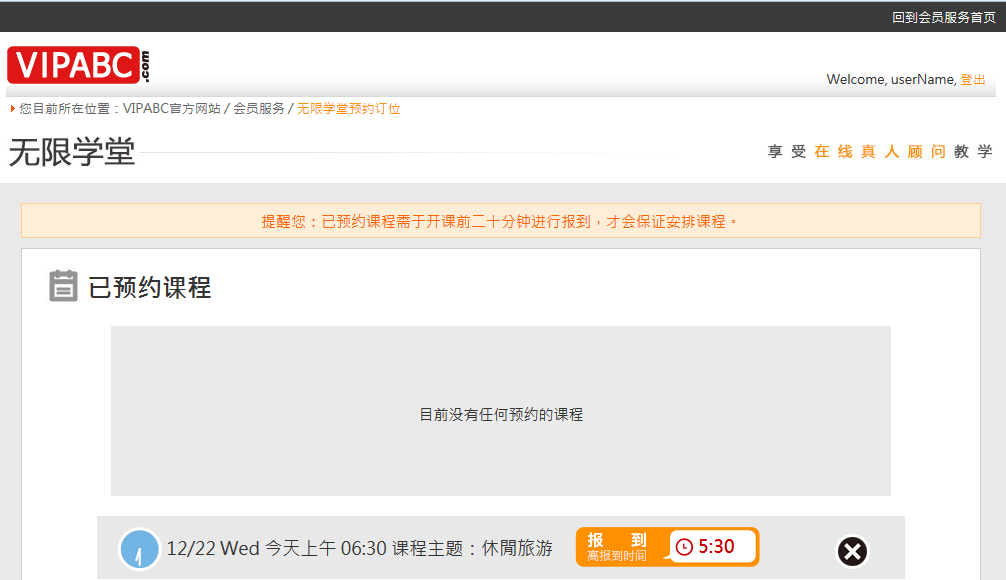 回到会员服务首页
VIPABC.com
Welcome, userName, 登出
您目前所在位置：VIPABC官方网站 / 会员服务 / 无限学堂预约订位
无限学堂
享受在线真人顾问教学
提醒您：已预约课程需于开课前二十分钟进行报到，才会保证安排课程。
已预约课程
目前没有任何预约的课程
12/22 Wed 今天上午 06:30 课程主题：休閒旅游
报 到
离报到时间
5:30